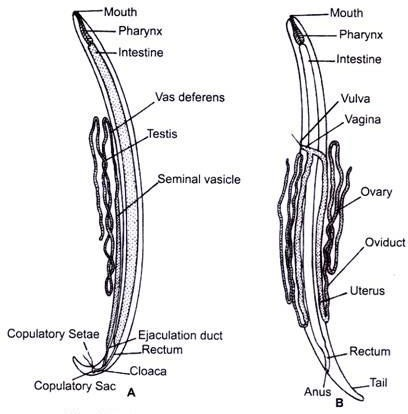 Mouth
Pharynx
Intestine
Vas deferens
Testis
Seminal vasicle
Copulatory Setae
Ejaculation duct
Rectum
Cloaca
Copulatory Sac
A
Mouth
Pharynx
Intestine
Vulva
Vagina
Ovary
Oviduct
Uterus
Rectum
Tail
Anus
B